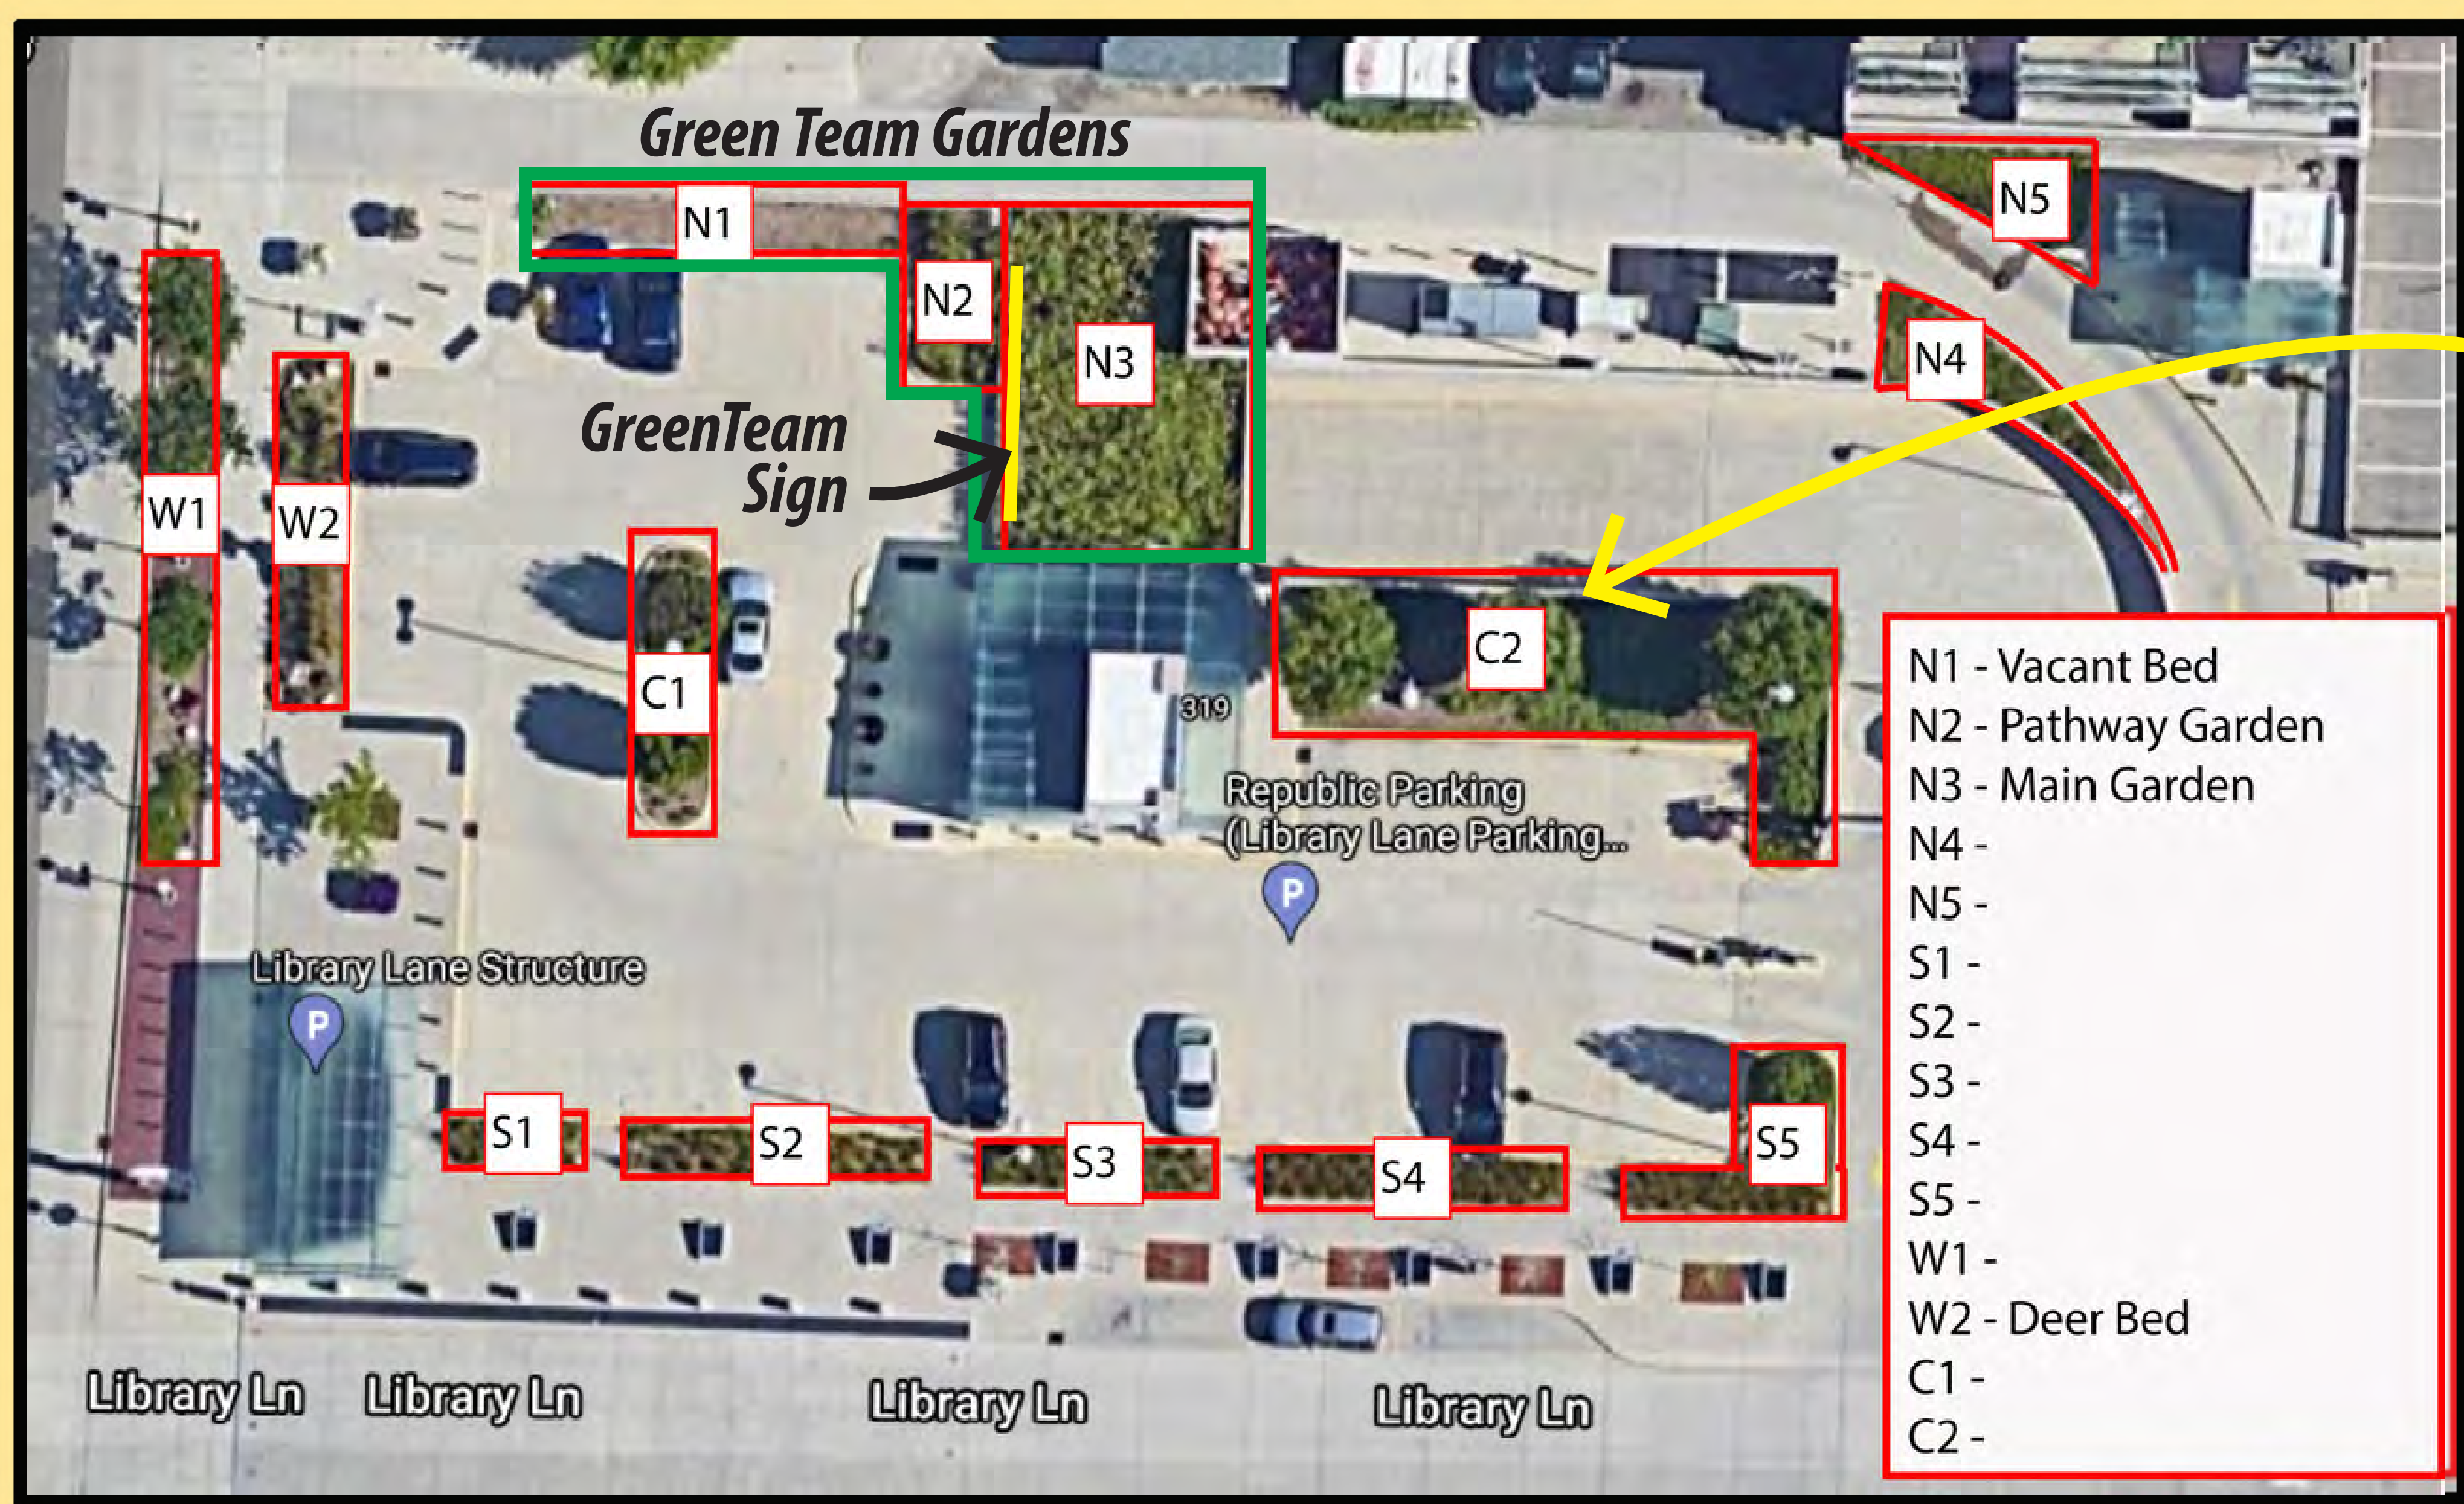 Green Team Gardens
N1
N2
N3
N4
N5
GreenTeam
Sign
W1
W2
C1
C2
319
Republic Parking
(Library Lane Parking...
P
Library Lane Structure
P
S1
S2
S3
S4
S5
Library Ln
Library Ln
Library Ln
Library Ln
N1 - Vacant Bed
N2 - Pathway Garden
N3 - Main Garden
N4 -
N5 -
S1 -
S2 -
S3 -
S4 -
S5 -
W1 -
W2 - Deer Bed
C1 -
C2 -